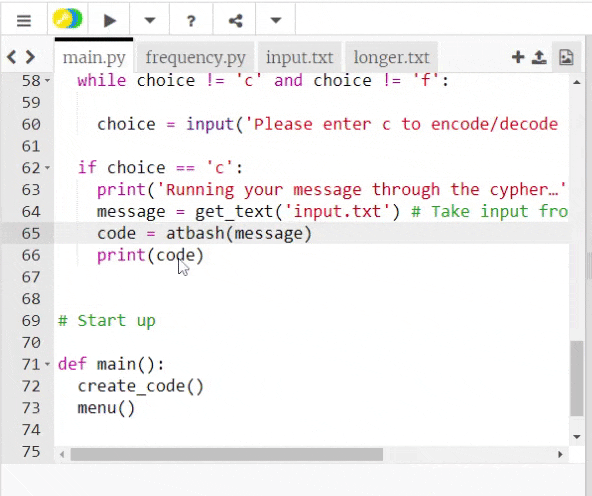 main.py frequency.py input.txt longer.txt
58 while choice != 'c' and choice != 'f':
59
60 choice = input('Please enter c to encode/decode
61
62 if choice == 'c':
63 print('Running your message through the cypher…'
64 message = get_text('input.txt') # Take input fro
65 code = atbash(message)
66 print(code)
67
68
69 # Start up
70
71 def main():
72 create_code()
73 menu()
74
75